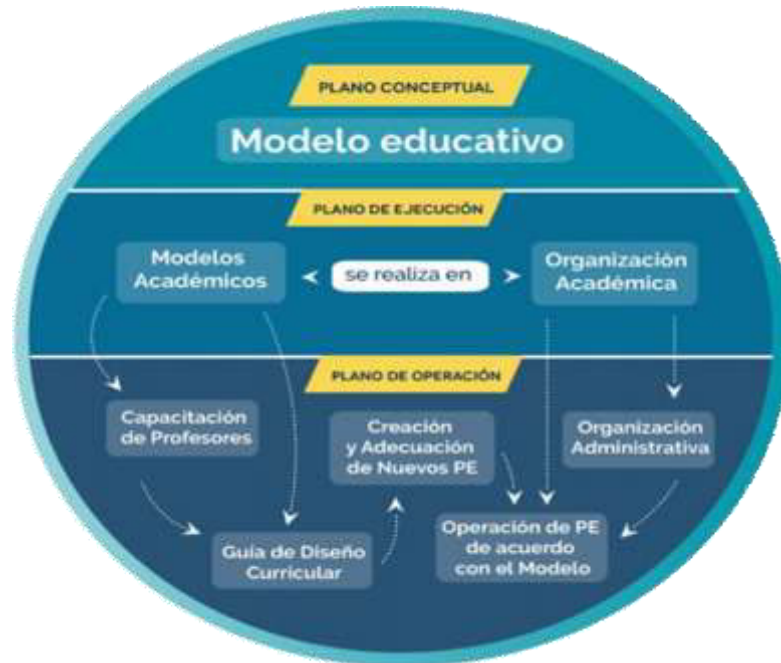 PLANO CONCEPTUAL
Modelo educativo
PLANO DE EJECUCIÓN
Modelos
Académicos
se realiza en
Organización
Académica
PLANO DE OPERACIÓN
Capacitación
de Profesores
Creación
y Adecuación
de Nuevos PE
Organización
Administrativa
Guía de Diseño
Curricular
Operación de PE
de acuerdo
con el Modelo